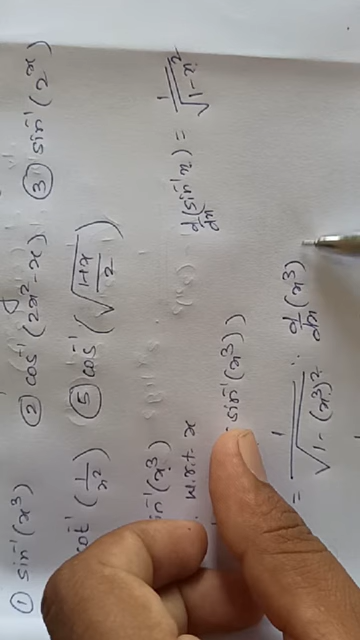 ① sin⁻¹(x³) ② cos⁻¹(2x²-x) ③ sin⁻¹(2x)
cot⁻¹(1/x²) ⑤ cos⁻¹(√((1+x)/2))
in⁻¹(x³)
w.r.t x d/dx(sin⁻¹x) = 1/√(1-x²)
sin⁻¹(x³))
= 1/√(1-(x³)²) · d/dx(x³)